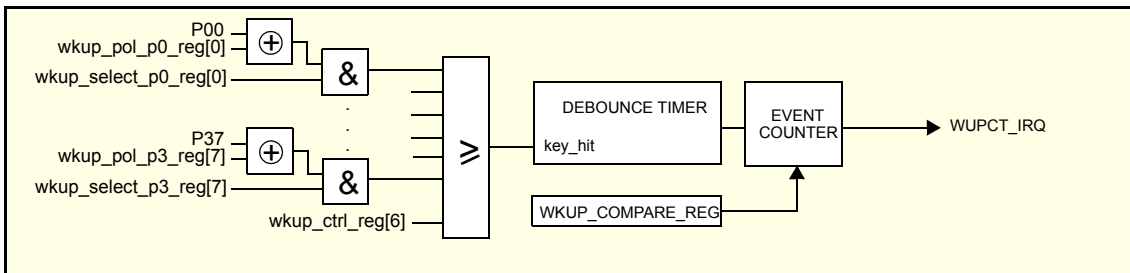 P00
wkup_pol_p0_reg[0]
⊕
wkup_select_p0_reg[0]
&
.
.
.
P37
wkup_pol_p3_reg[7]
⊕
wkup_select_p3_reg[7]
&
wkup_ctrl_reg[6]
≥
DEBOUNCE TIMER
key_hit
WKUP_COMPARE_REG
EVENT
COUNTER
WUPCT_IRQ